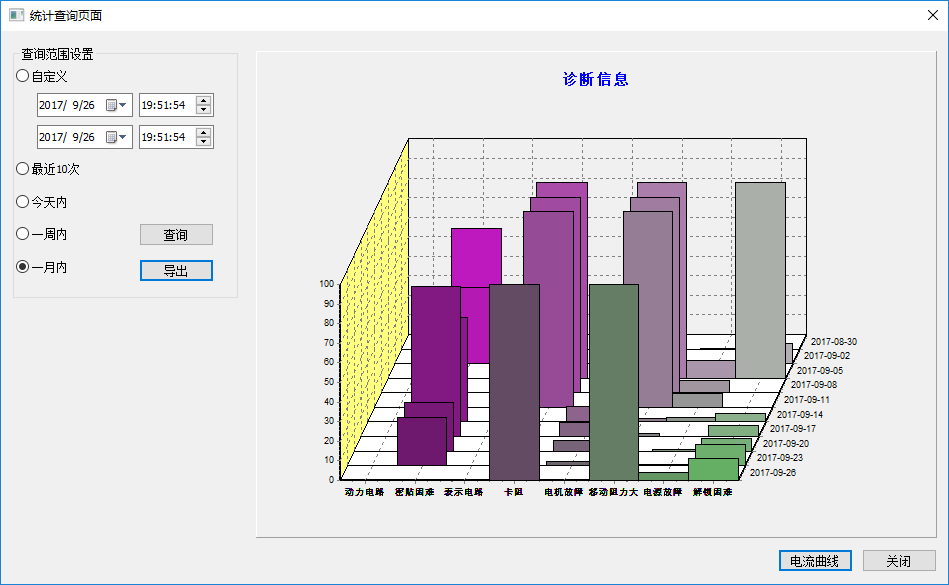 统计查询页面
查询范围设置
自定义
2017/ 9/26 19:51:54
2017/ 9/26 19:51:54
最近10次
今天内
一周内
查询
一月内
导出
诊断信息
100
90
80
70
60
50
40
30
20
10
0
2017-08-30
2017-09-02
2017-09-05
2017-09-08
2017-09-11
2017-09-14
2017-09-17
2017-09-20
2017-09-23
2017-09-26
动力电路 密贴困难 表示电路 卡阻 电机故障 移动阻力大 电源故障 解锁困难
电流曲线 关闭